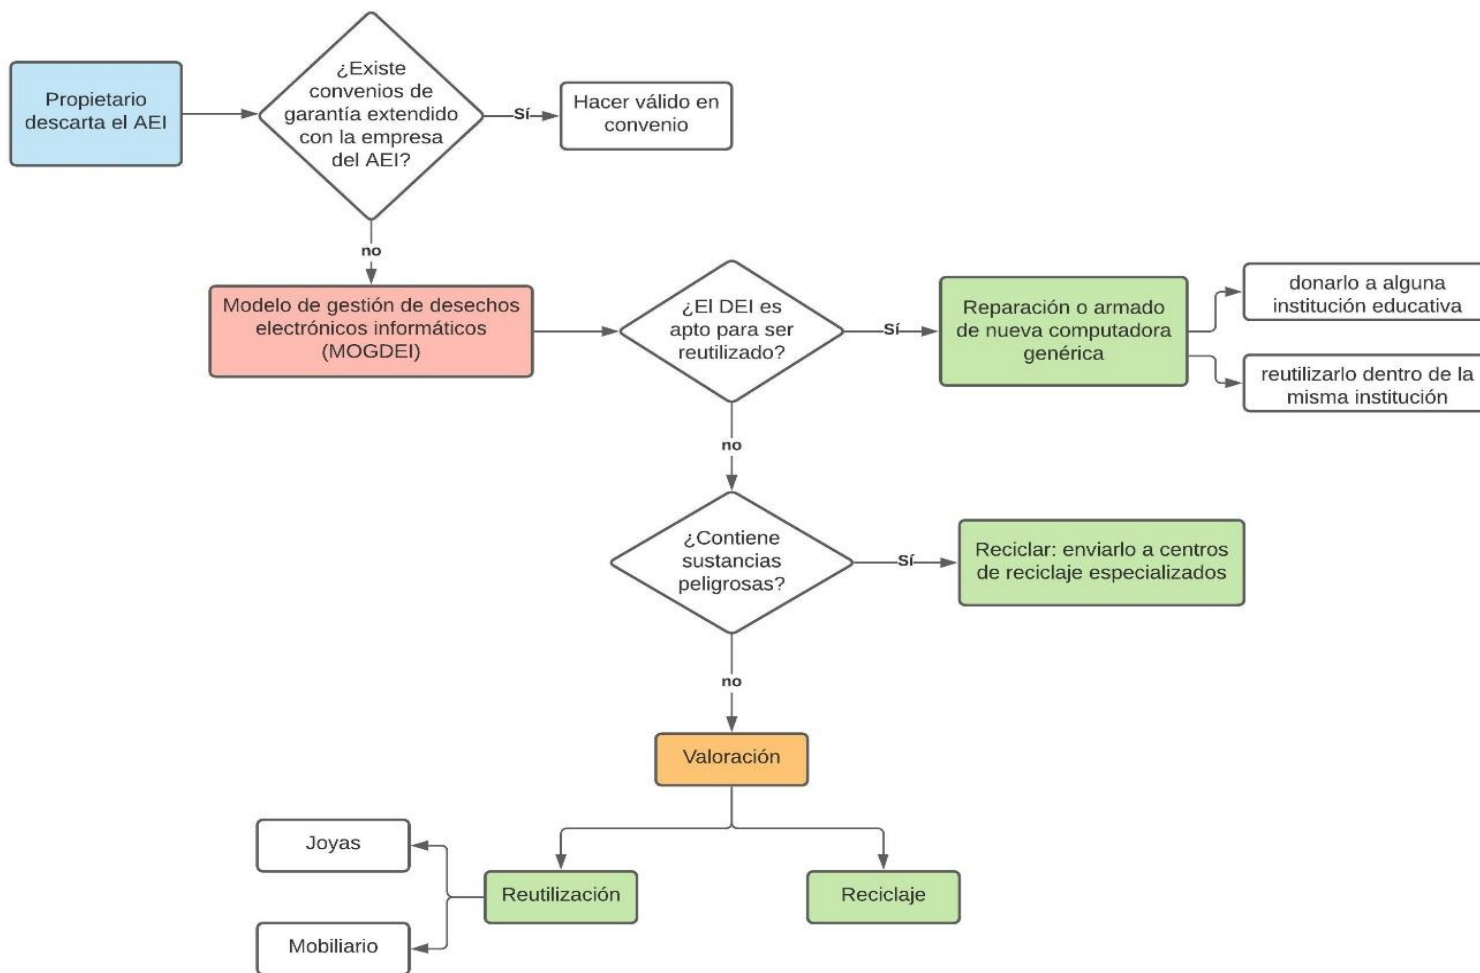 Propietario
descarta el AEI
¿Existe
convenios de
garantía extendido
con la empresa
del AEI?
Sí
Hacer válido en
convenio
no
Modelo de gestión de desechos
electrónicos informáticos
(MOGDEI)
¿El DEI es
apto para ser
reutilizado?
Sí
Reparación o armado
de nueva computadora
genérica
donarlo a alguna
institución educativa
reutilizarlo dentro de la
misma institución
no
¿Contiene
sustancias
peligrosas?
Sí
Reciclar: enviarlo a centros
de reciclaje especializados
no
Valoración
Joyas
Reutilización
Reciclaje
Mobiliario